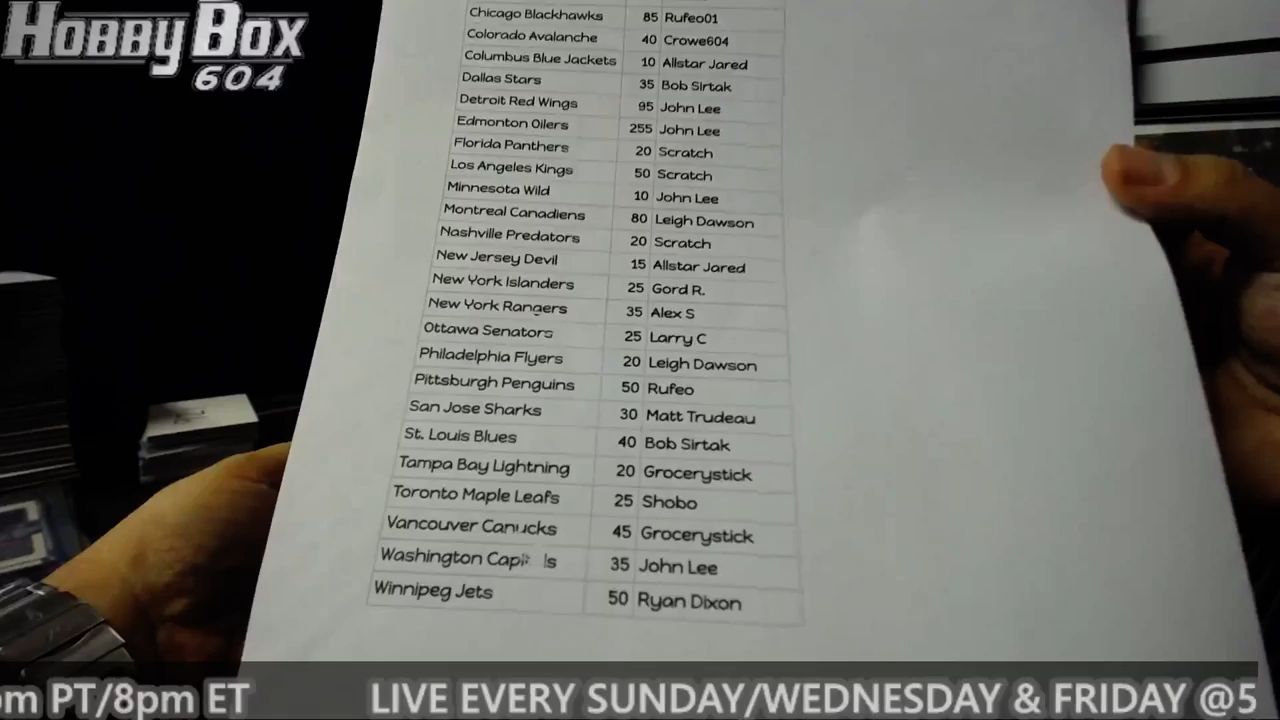 HOBBY BOX
604
Chicago Blackhawks 85 Rufeo01
Colorado Avalanche 40 Crowe604
Columbus Blue Jackets 10 Allstar Jared
Dallas Stars 35 Bob Sirtak
Detroit Red Wings 95 John Lee
Edmonton Oilers 255 John Lee
Florida Panthers 20 Scratch
Los Angeles Kings 50 Scratch
Minnesota Wild 10 John Lee
Montreal Canadiens 80 Leigh Dawson
Nashville Predators 20 Scratch
New Jersey Devil 15 Allstar Jared
New York Islanders 25 Gord R.
New York Rangers 35 Alex S
Ottawa Senators 25 Larry C
Philadelphia Flyers 20 Leigh Dawson
Pittsburgh Penguins 50 Rufeo
San Jose Sharks 30 Matt Trudeau
St. Louis Blues 40 Bob Sirtak
Tampa Bay Lightning 20 Grocerystick
Toronto Maple Leafs 25 Shobo
Vancouver Canucks 45 Grocerystick
Washington 35 John Lee
Winnipeg Jets 50 Ryan Dixon
pm PT/8pm ET LIVE EVERY SUNDAY/WEDNESDAY & FRIDAY @5